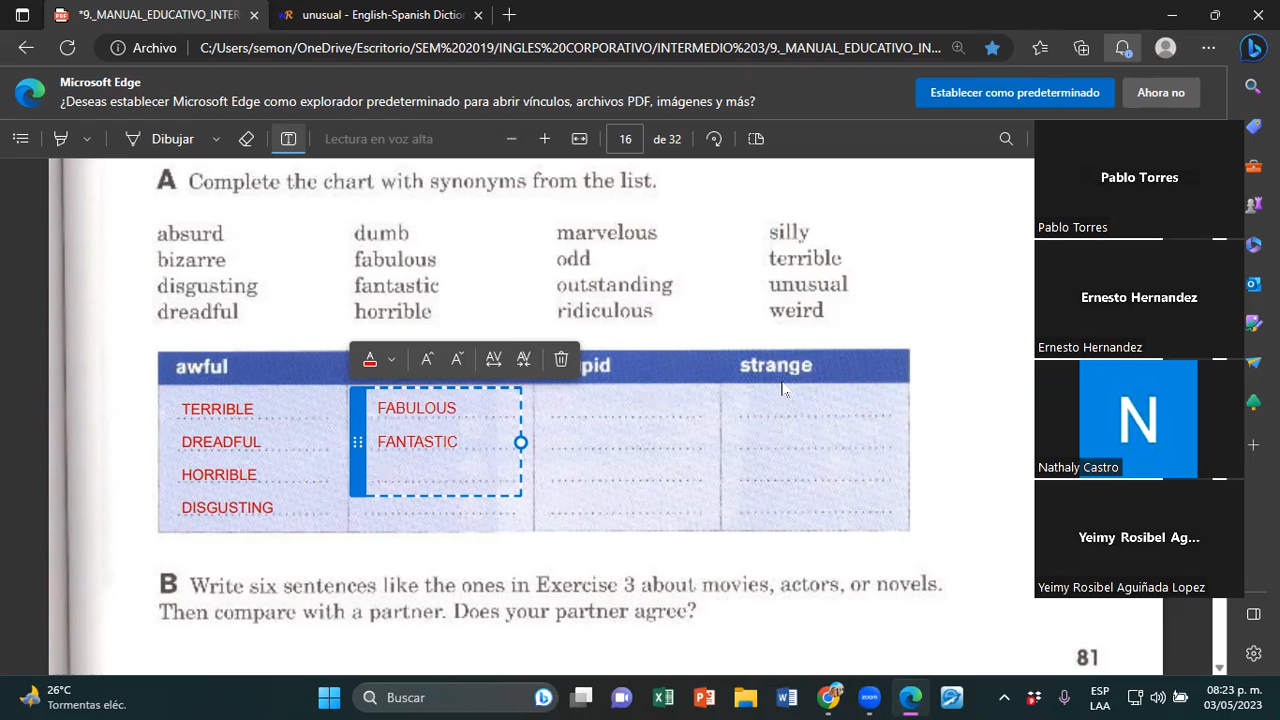 *9._MANUAL_EDUCATIVO_INTER
unusual - English-Spanish Dictior
Archivo
C:/Users/semon/OneDrive/Escritorio/SEM%202019/INGLES%20CORPORATIVO/INTERMEDIO%203/9._MANUAL_EDUCATIVO_IN...
Microsoft Edge
¿Deseas establecer Microsoft Edge como explorador predeterminado para abrir vínculos, archivos PDF, imágenes y más?
Establecer como predeterminado
Ahora no
Dibujar
Lectura en voz alta
16
de 32
A Complete the chart with synonyms from the list.
absurd dumb marvelous silly
bizarre fabulous odd terrible
disgusting fantastic outstanding unusual
dreadful horrible ridiculous weird
awful pid strange
TERRIBLE FABULOUS
DREADFUL FANTASTIC
HORRIBLE
DISGUSTING
B Write six sentences like the ones in Exercise 3 about movies, actors, or novels.
Then compare with a partner. Does your partner agree?
81
Pablo Torres
Pablo Torres
Ernesto Hernandez
Ernesto Hernandez
N
Nathaly Castro
Yeimy Rosibel Ag...
Yeimy Rosibel Aguiñada Lopez
26°C
Tormentas eléc.
Buscar
ESP
LAA
08:23 p. m.
03/05/2023